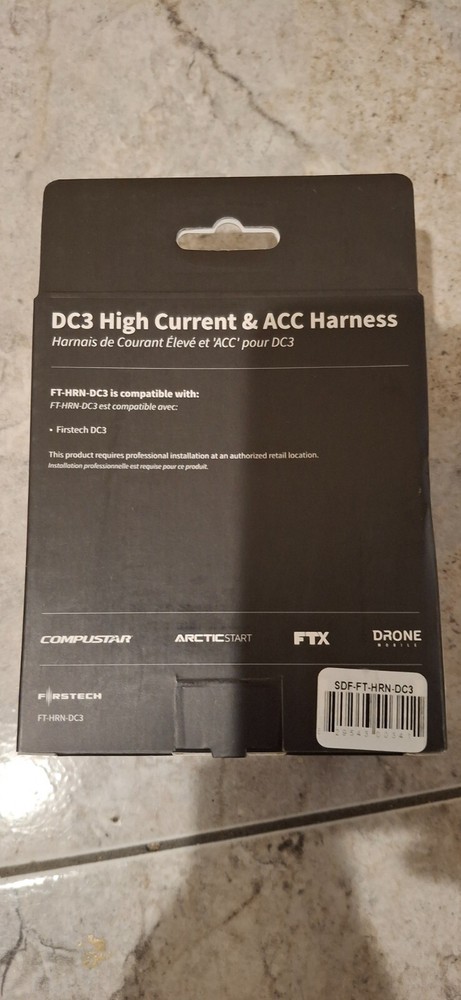 DC3 High Current & ACC Harness
Harnais de Courant Élevé et 'ACC' pour DC3
FT-HRN-DC3 is compatible with:
FT-HRN-DC3 est compatible avec:
• Firstech DC3
This product requires professional installation at an authorized retail location.
Installation professionnelle est requise pour ce produit.
COMPUSTAR ARCTICSTART FTX DRONE MOBILE
FIRSTECH
FT-HRN-DC3
SDF-FT-HRN-DC3